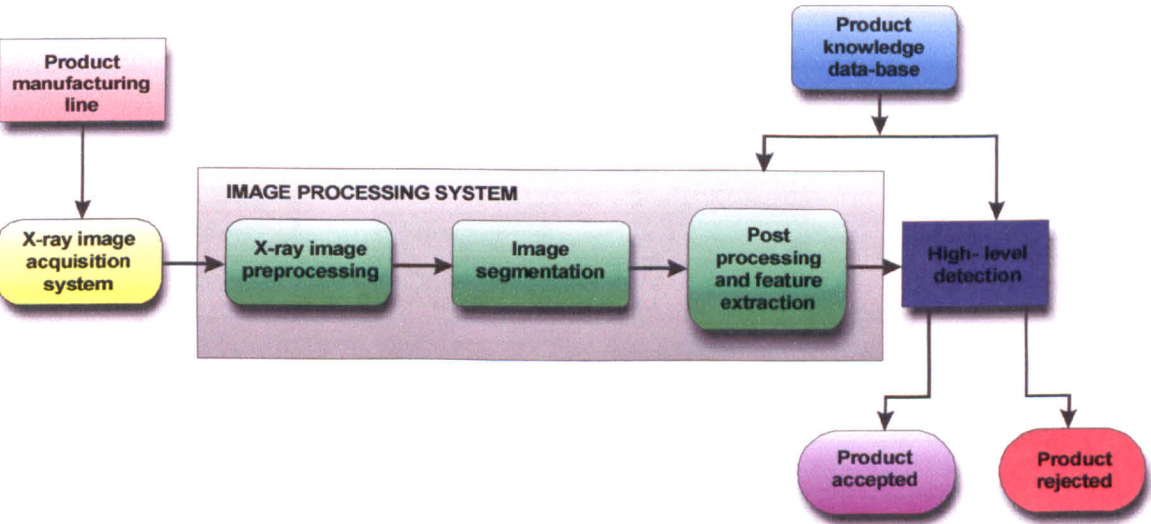 Product
manufacturing
line
Product
knowledge
data-base
IMAGE PROCESSING SYSTEM
X-ray image
acquisition
system
X-ray image
preprocessing
Image
segmentation
Post
processing
and feature
extraction
High- level
detection
Product
accepted
Product
rejected